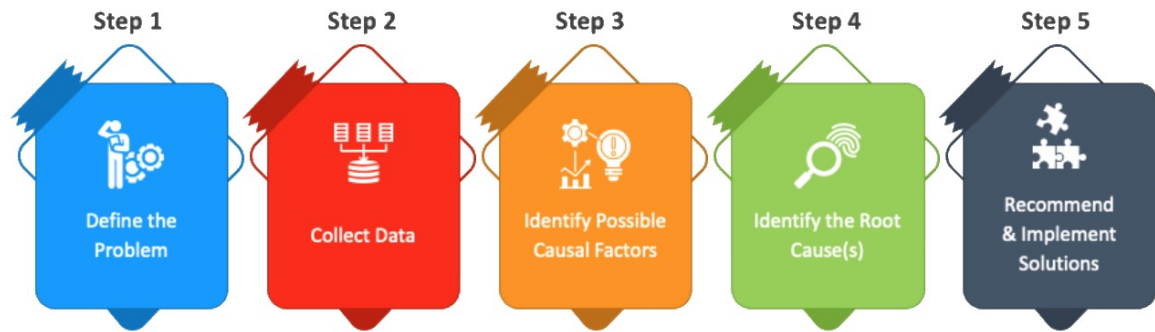 Step 1
Step 2
Step 3
Step 4
Step 5
Define the
Problem
Collect Data
Identify Possible
Causal Factors
Identify the Root
Cause(s)
Recommend
& Implement
Solutions